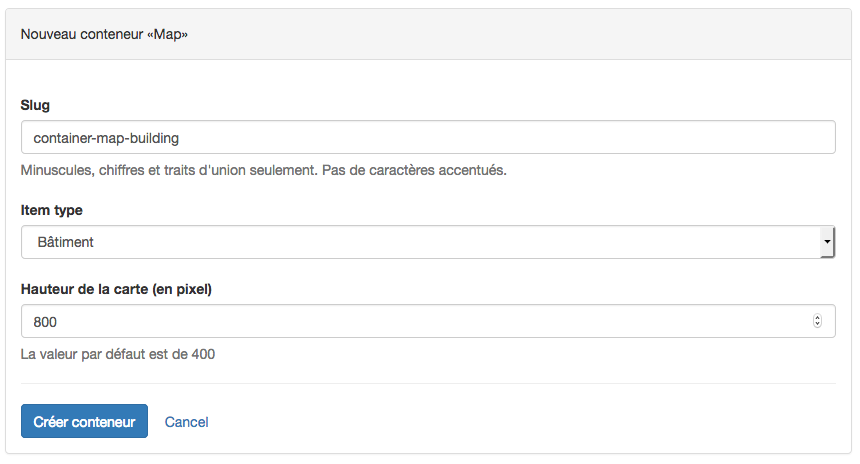 Nouveau conteneur «Map»
Slug
container-map-building
Minuscules, chiffres et traits d'union seulement. Pas de caractères accentués.
Item type
Bâtiment
Hauteur de la carte (en pixel)
800
La valeur par défaut est de 400
Créer conteneur Cancel